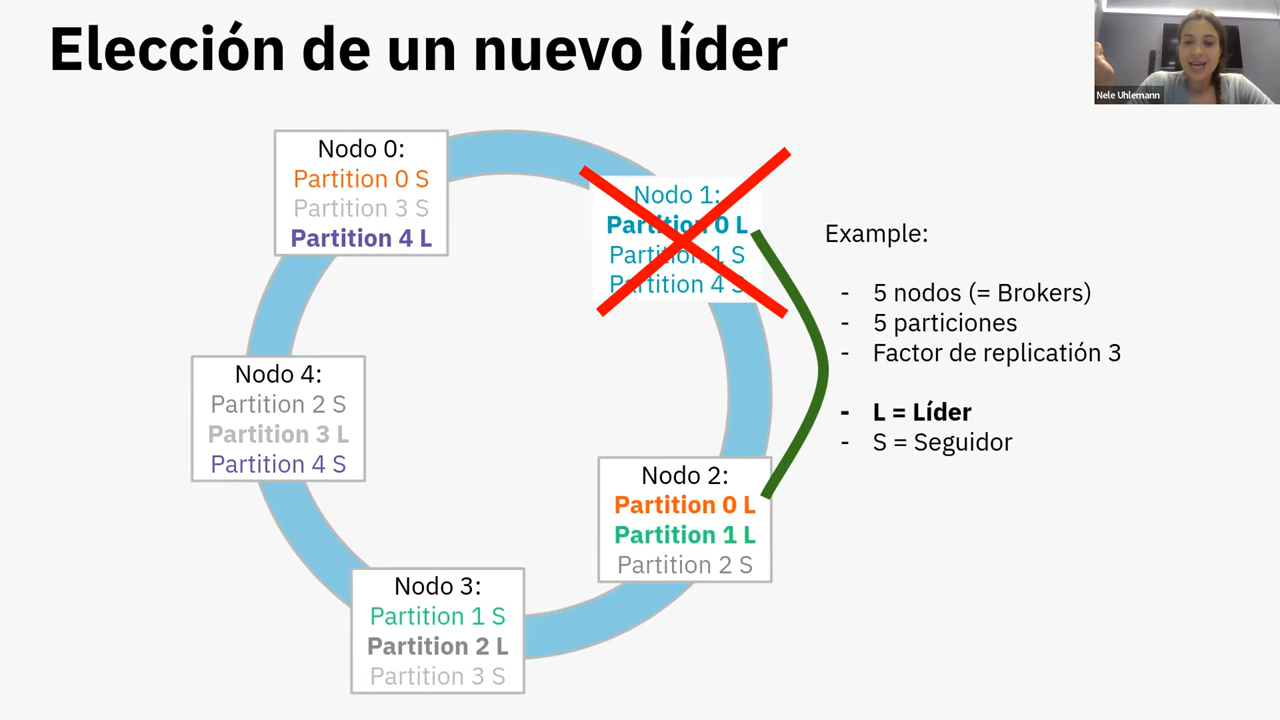 Elección de un nuevo líder
Nele Uhlemann
Nodo 0:
Partition 0 S
Partition 3 S
Partition 4 L
Nodo 1:
Partition 0 L
Partition 1 S
Partition 4 S
Example:
- 5 nodos (= Brokers)
- 5 particiones
- Factor de replicatión 3
- L = Líder
- S = Seguidor
Nodo 4:
Partition 2 S
Partition 3 L
Partition 4 S
Nodo 2:
Partition 0 L
Partition 1 L
Partition 2 S
Nodo 3:
Partition 1 S
Partition 2 L
Partition 3 S